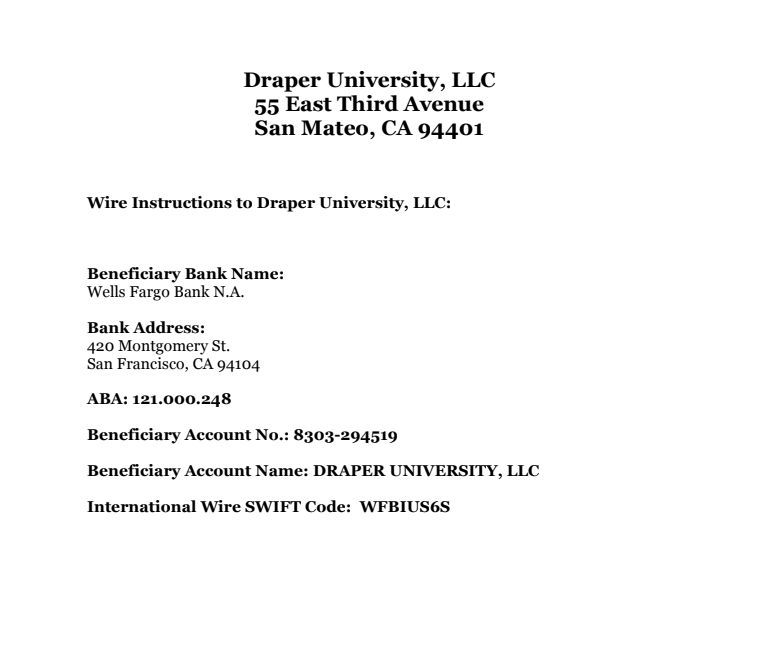 Draper University, LLC
55 East Third Avenue
San Mateo, CA 94401
Wire Instructions to Draper University, LLC:
Beneficiary Bank Name:
Wells Fargo Bank N.A.
Bank Address:
420 Montgomery St.
San Francisco, CA 94104
ABA: 121.000.248
Beneficiary Account No.: 8303-294519
Beneficiary Account Name: DRAPER UNIVERSITY, LLC
International Wire SWIFT Code:  WFBIUS6S